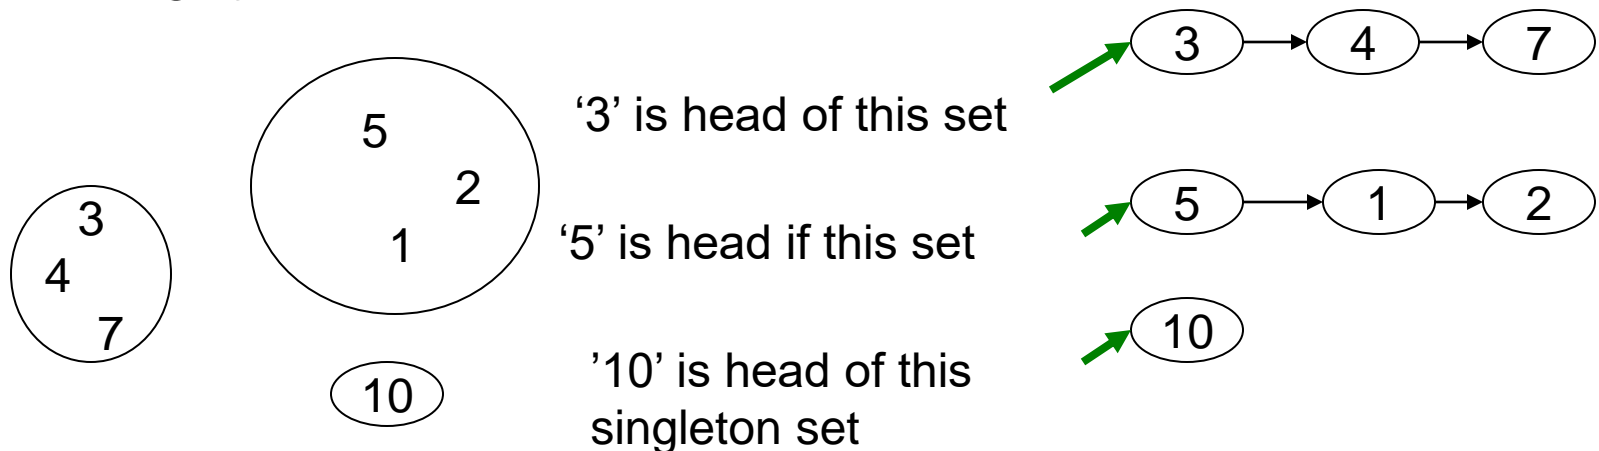 3 4 7
5
‘3’ is head of this set
2
5 1 2
3
1
‘5’ is head if this set
4
7
10
10
’10’ is head of this
singleton set